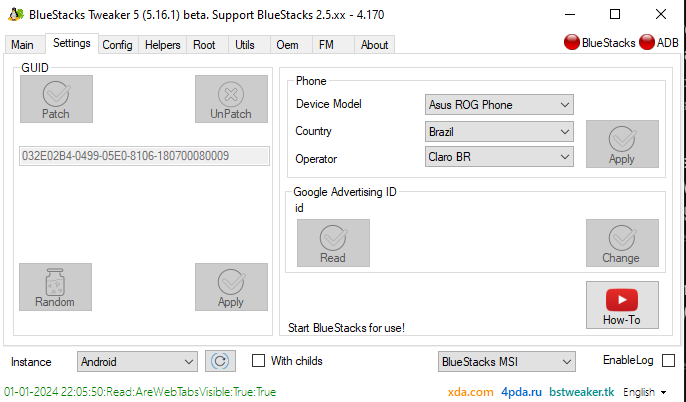 BlueStacks Tweaker 5 (5.16.1) beta. Support BlueStacks 2.5.xx - 4.170
Main Settings Config Helpers Root Utils Oem FM About BlueStacks ADB
GUID
Patch UnPatch
032E02B4-0499-05E0-8106-180700080009
Random Apply
Phone
Device Model Asus ROG Phone
Country Brazil
Operator Claro BR
Apply
Google Advertising ID
id
Read Change
How-To
Start BlueStacks for use!
Instance Android With childs BlueStacks MSI EnableLog
01-01-2024 22:05:50:Read:AreWebTabsVisible:True:True xda.com 4pda.ru bstweaker.tk English